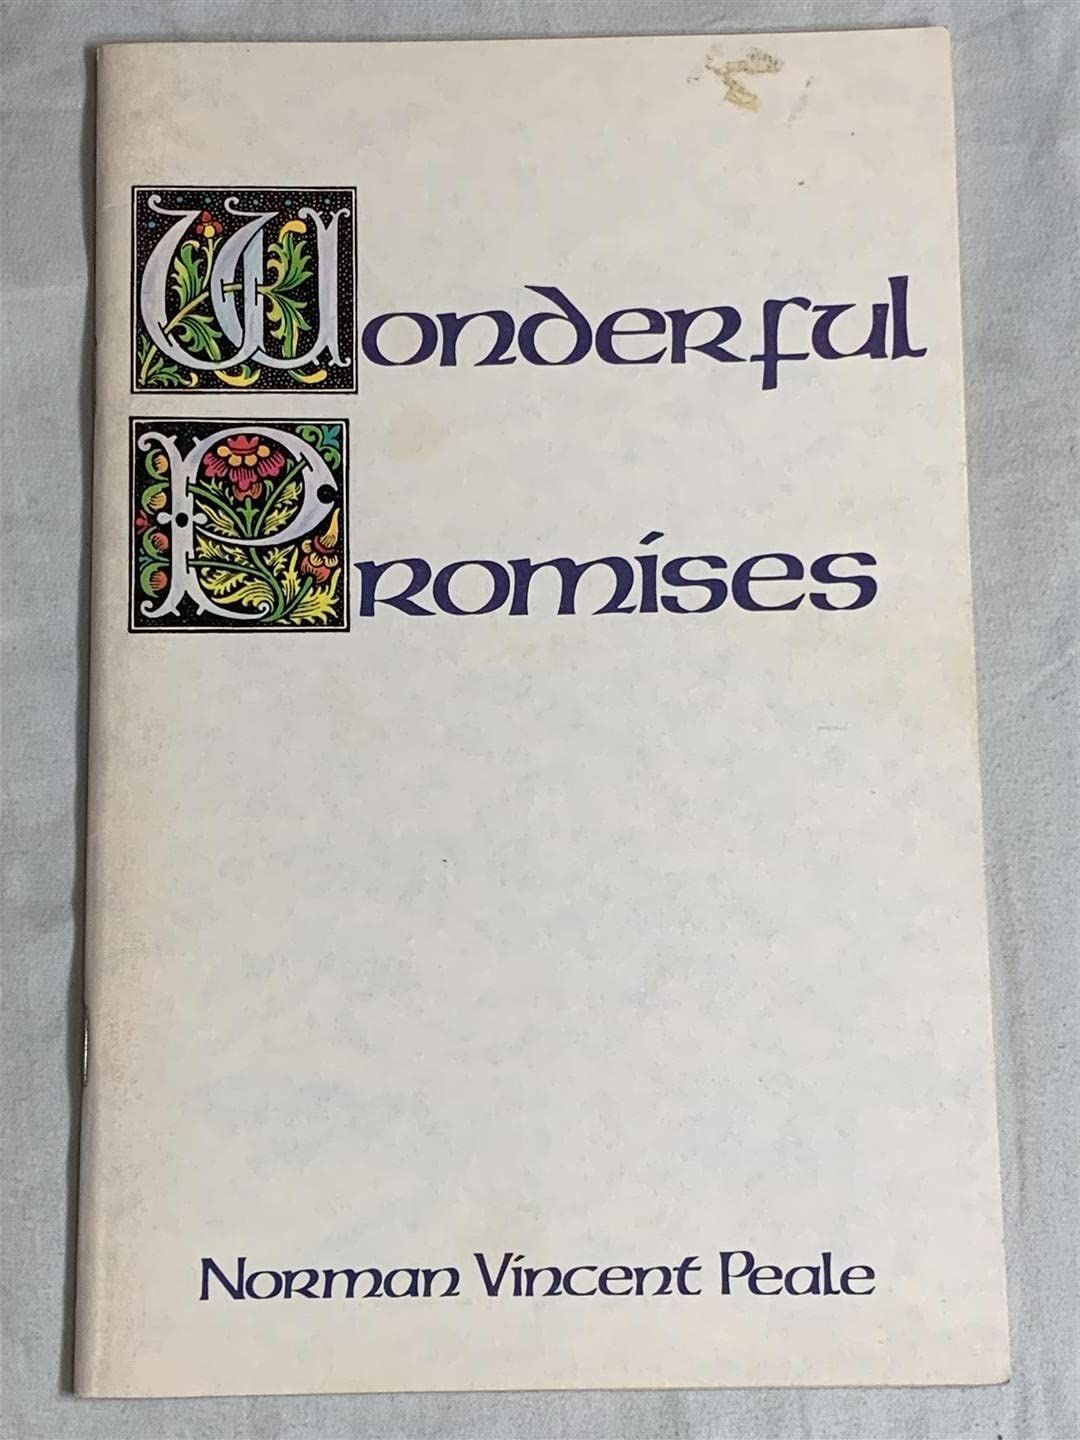 Wonderful
Promises
Norman Vincent Peale